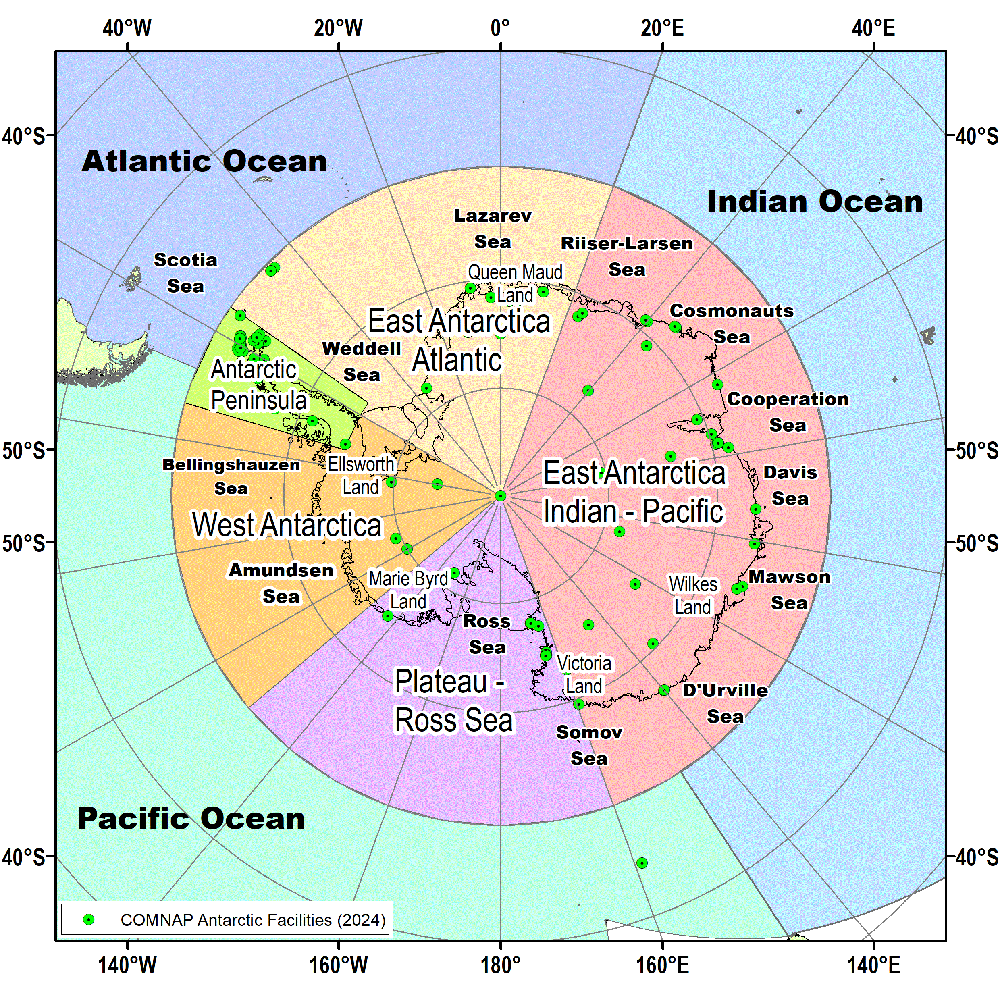 40°W
20°W
0°
20°E
40°E
40°S
40°S
Atlantic Ocean
Indian Ocean
Lazarev
Sea
Riiser-Larsen
Sea
Scotia
Sea
Queen Maud
Land
East Antarctica
Atlantic
Cosmonauts
Sea
Weddell
Sea
Antarctic
Peninsula
Cooperation
Sea
50°S
50°S
Bellingshauzen
Sea
Ellsworth
Land
East Antarctica
Indian - Pacific
Davis
Sea
West Antarctica
50°S
50°S
Amundsen
Sea
Marie Byrd
Land
Wilkes
Land
Mawson
Sea
Ross
Sea
Victoria
Land
Plateau -
Ross Sea
D'Urville
Sea
Somov
Sea
Pacific Ocean
40°S
40°S
COMNAP Antarctic Facilities (2024)
140°W
160°W
180°
160°E
140°E